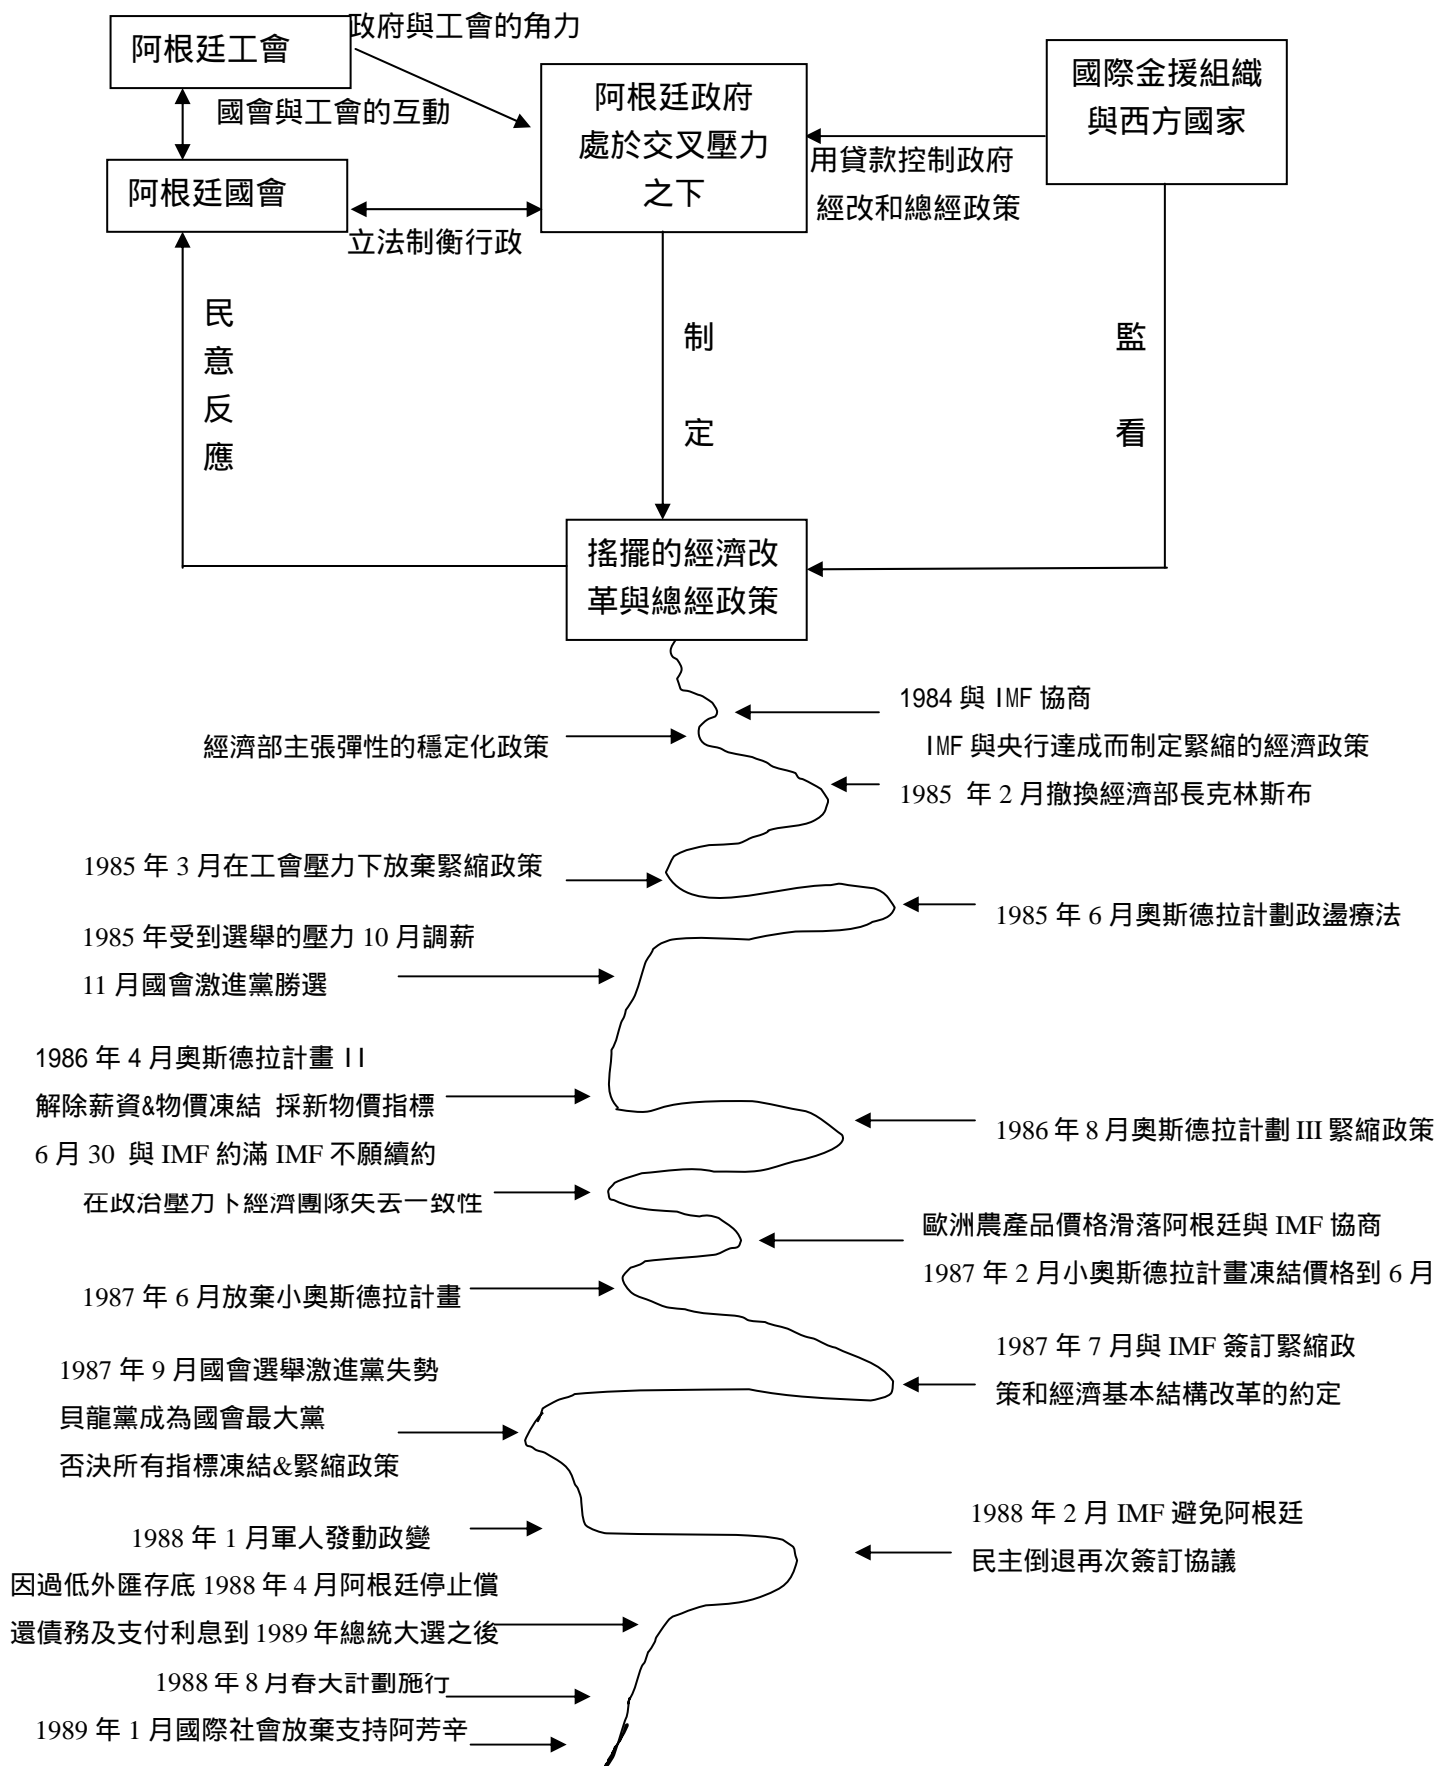 政府與工會的角力
阿根廷工會
國際金援組織
與西方國家
阿根廷政府
處於交叉壓力
之下
國會與工會的互動
用貸款控制政府
經改和總經政策
阿根廷國會
立法制衡行政
民意反應
制定
監看
搖擺的經濟改
革與總經政策
1984 與 IMF 協商
IMF 與央行達成而制定緊縮的經濟政策
經濟部主張彈性的穩定化政策
1985 年 2 月撤換經濟部長克林斯布
1985 年 3 月在工會壓力下放棄緊縮政策
1985 年 6 月奧斯德拉計劃政盪療法
1985 年受到選舉的壓力 10 月調薪
11 月國會激進黨勝選
1986 年 4 月奧斯德拉計畫 II
解除薪資&物價凍結 採新物價指標
6 月 30 與 IMF 約滿 IMF 不願續約
1986 年 8 月奧斯德拉計劃 III 緊縮政策
在政治壓力下經濟團隊失去一致性
歐洲農產品價格滑落阿根廷與 IMF 協商
1987 年 2 月小奧斯德拉計畫凍結價格到 6 月
1987 年 6 月放棄小奧斯德拉計畫
1987 年 7 月與 IMF 簽訂緊縮政
策和經濟基本結構改革的約定
1987 年 9 月國會選舉激進黨失勢
貝龍黨成為國會最大黨
否決所有指標凍結&緊縮政策
1988 年 2 月 IMF 避免阿根廷
民主倒退再次簽訂協議
1988 年 1 月軍人發動政變
因過低外匯存底 1988 年 4 月阿根廷停止償
還債務及支付利息到 1989 年總統大選之後
1988 年 8 月春天計劃施行
1989 年 1 月國際社會放棄支持阿芳辛